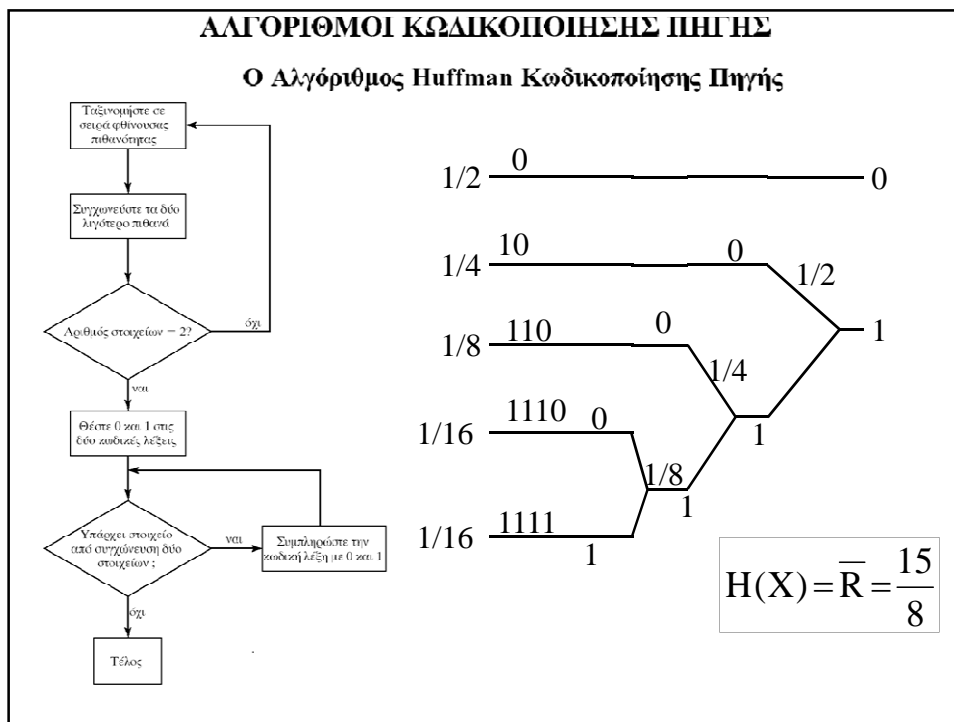 ΑΛΓΟΡΙΘΜΟΙ ΚΩΔΙΚΟΠΟΙΗΣΗΣ ΠΗΓΗΣ
Ο Αλγόριθμος Huffman Κωδικοποίησης Πηγής
Ταξινομήστε σε
σειρά φθίνουσας
πιθανότητας
Συγχωνεύστε τα δύο
λιγότερο πιθανά
Αριθμός στοιχείων = 2?
όχι
ναι
Θέστε 0 και 1 στις
δύο κωδικές λέξεις
Υπάρχει στοιχείο
από συγχώνευση δύο
στοιχείων;
ναι
Συμπληρώστε την
κωδική λέξη με 0 και 1
όχι
Τέλος
1/2 0 0
1/4 10 0 1/2
1
1/8 110 0
1/4
1
1/16 1110 0
1/8
1
1/16 1111
1
H(X) = R̅ = 15/8